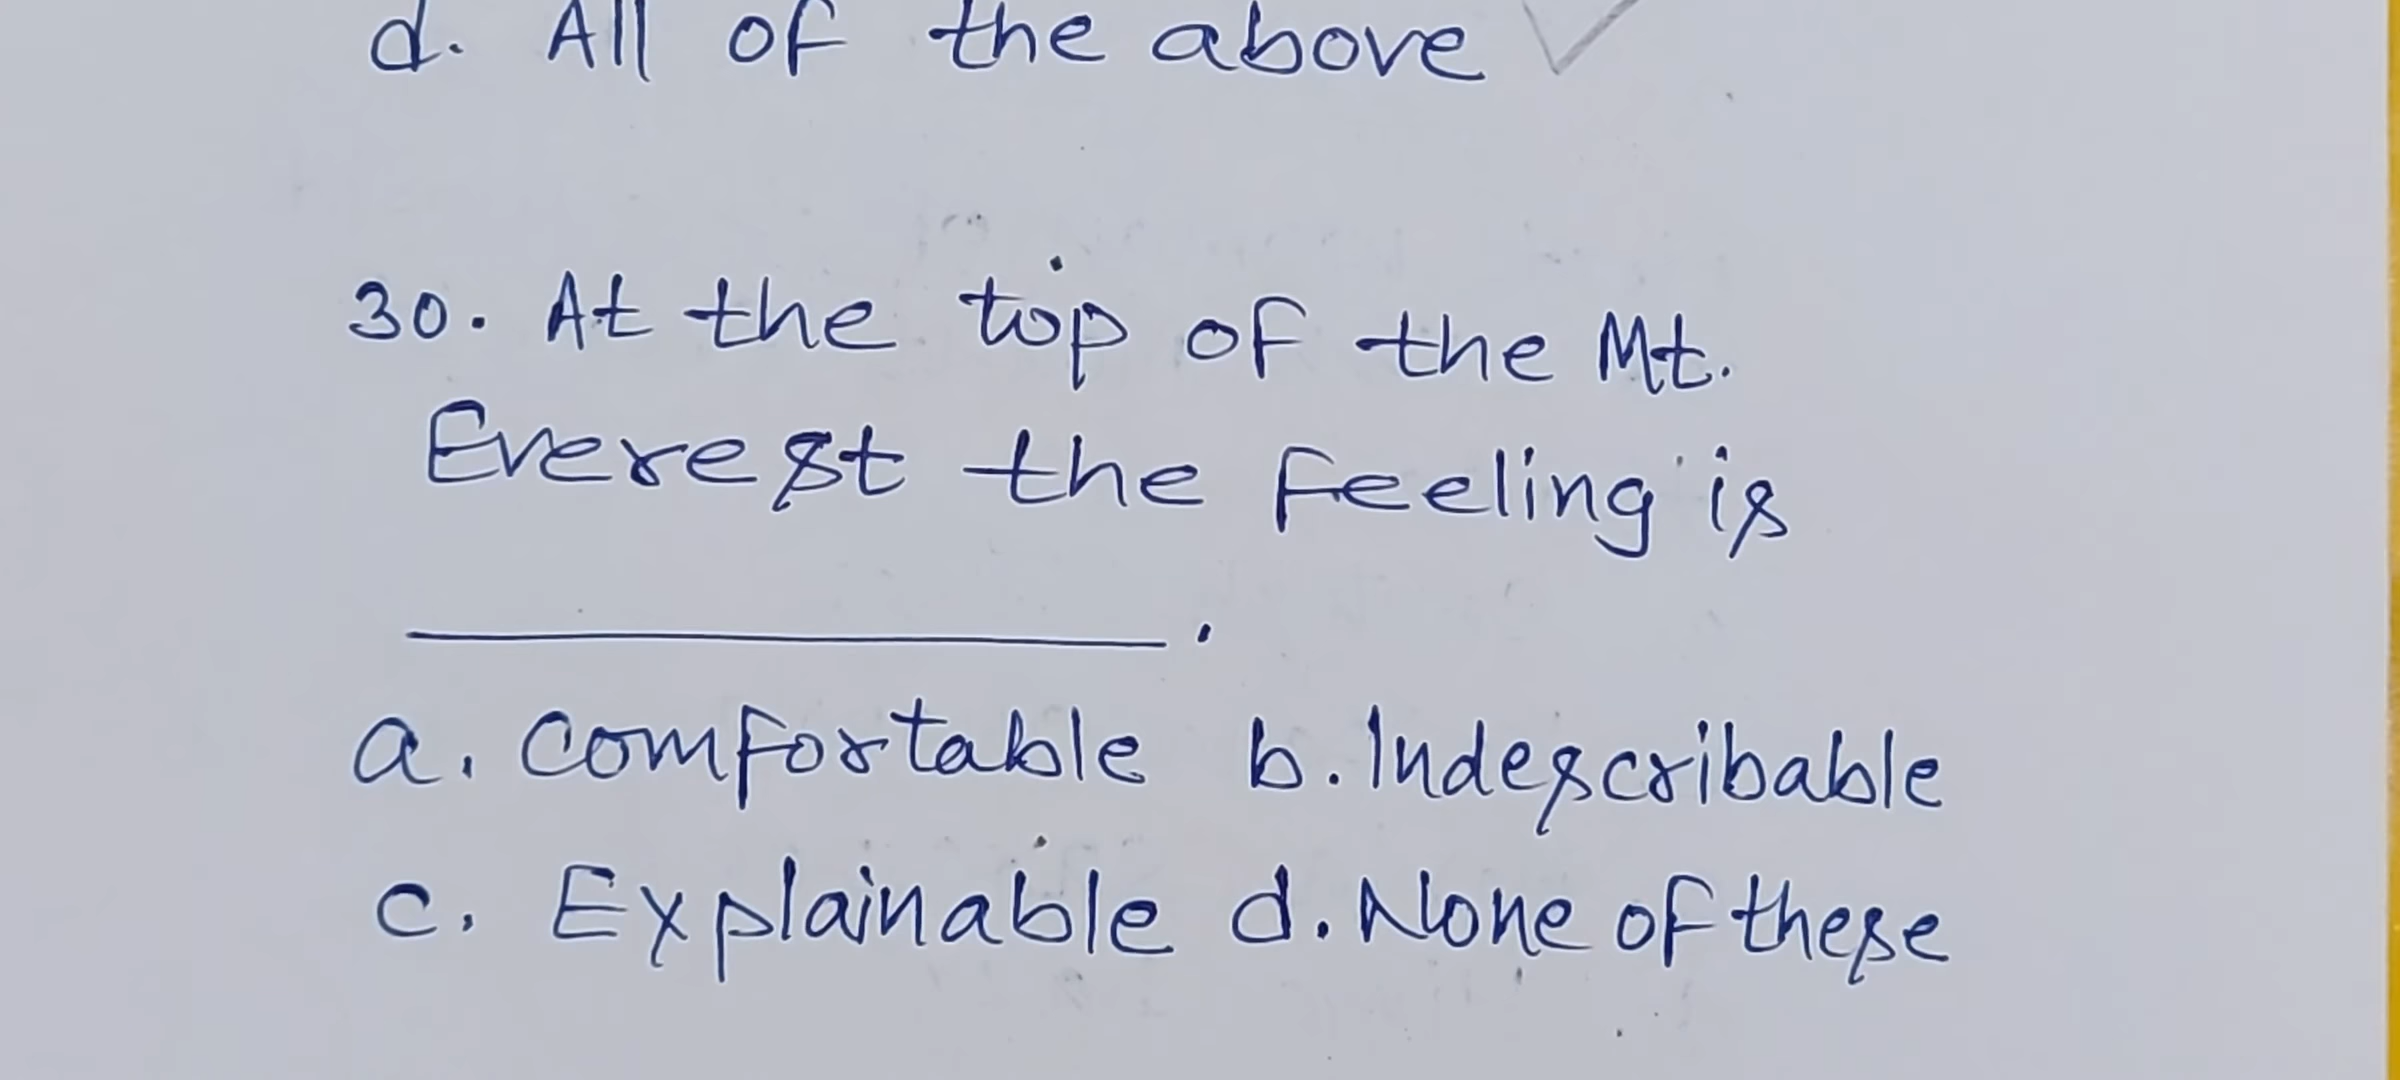 d. All of the above ✓
30. At the top of the Mt.
Everest the feeling is
__________.
a. Comfortable b. Indescribable
c. Explainable d. None of these